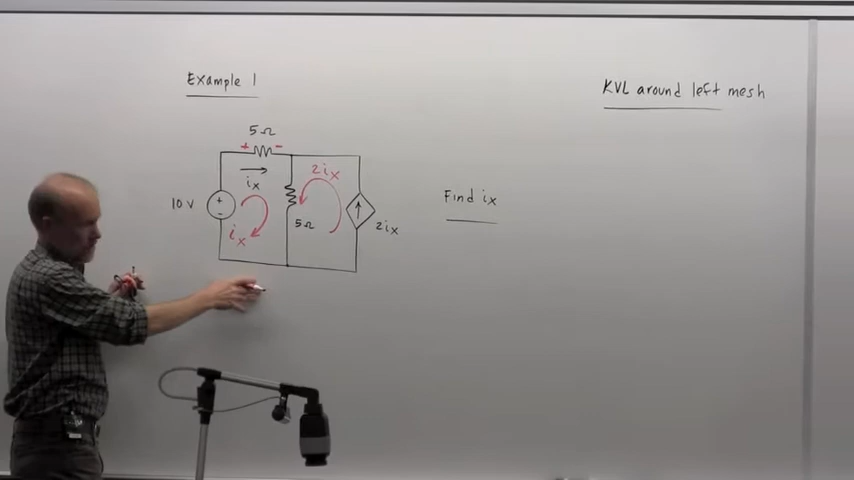 Example 1
KVL around left mesh
5Ω
+ -
2ix
ix
10 V
+
-
ix
5Ω
2ix
Find ix